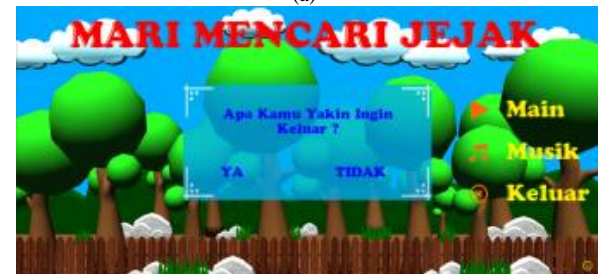 (a)
MARI MENCARI JEJAK
Apa Kamu Yakin Ingin
Keluar ?
YA TIDAK
Main
Musik
Keluar